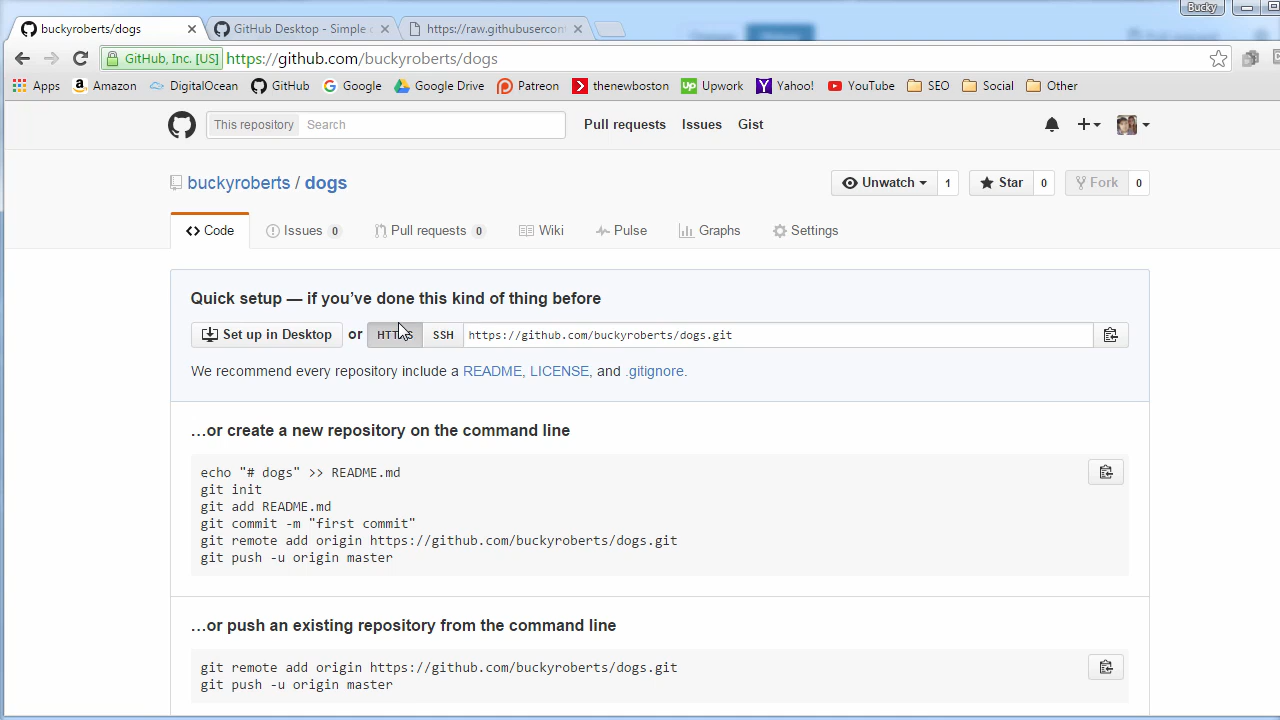 Bucky
buckyroberts/dogs
GitHub Desktop - Simple
https://raw.githubusercon
GitHub, Inc. [US] https://github.com/buckyroberts/dogs
Apps Amazon DigitalOcean GitHub Google Google Drive Patreon thenewboston Upwork Yahoo! YouTube SEO Social Other
This repository Search Pull requests Issues Gist
buckyroberts / dogs Unwatch 1 Star 0 Fork 0
Code Issues 0 Pull requests 0 Wiki Pulse Graphs Settings
Quick setup — if you’ve done this kind of thing before
Set up in Desktop or HTTPS SSH https://github.com/buckyroberts/dogs.git
We recommend every repository include a README, LICENSE, and .gitignore.
…or create a new repository on the command line
echo "# dogs" >> README.md
git init
git add README.md
git commit -m "first commit"
git remote add origin https://github.com/buckyroberts/dogs.git
git push -u origin master
…or push an existing repository from the command line
git remote add origin https://github.com/buckyroberts/dogs.git
git push -u origin master